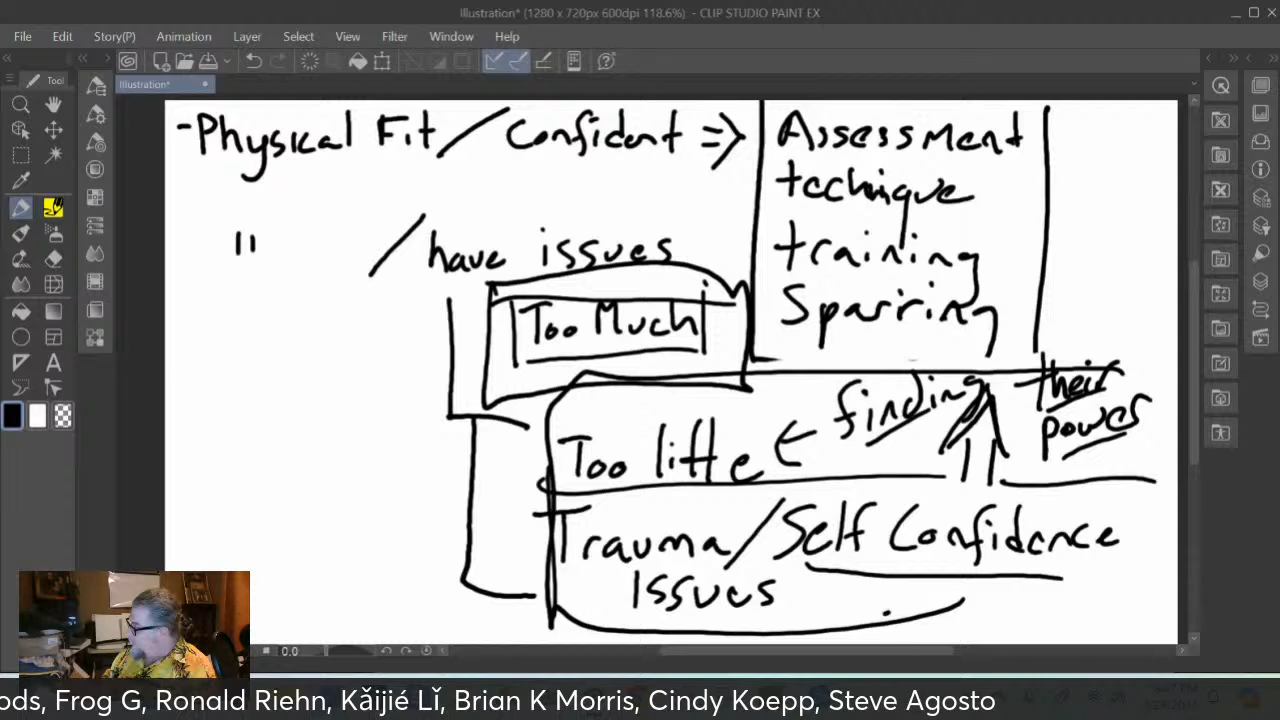 Illustration* (1280 x 720px 600dpi 118.6%) - CLIP STUDIO PAINT EX
File Edit Story(P) Animation Layer Select View Filter Window Help
Tool
Illustration*
-Physical Fit / Confident => Assessment
technique
" / have issues
training
Too Much
Sparring
Too little ← finding their power
Trauma/Self Confidence
Issues
0.0
ods, Frog G, Ronald Riehn, Kǎijié Lǐ, Brian K Morris, Cindy Koepp, Steve Agosto